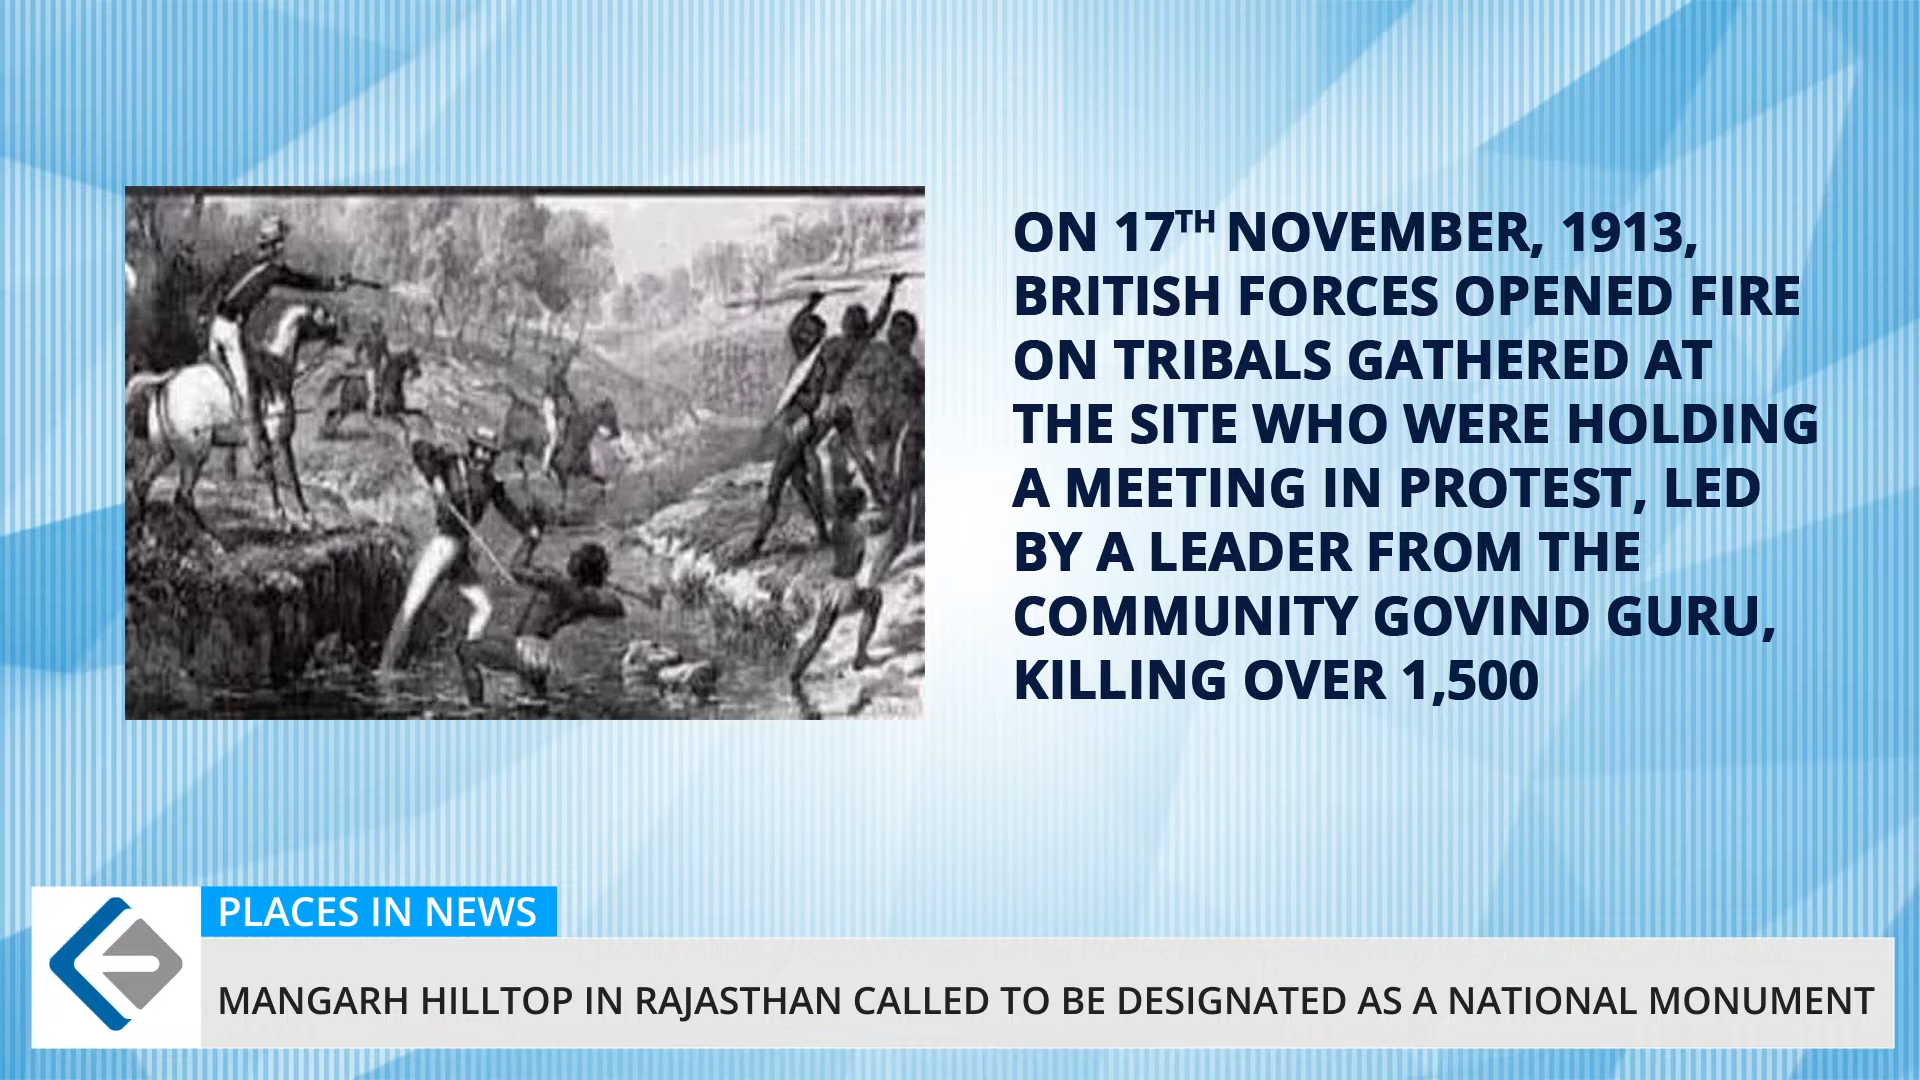 ON 17TH NOVEMBER, 1913,
BRITISH FORCES OPENED FIRE
ON TRIBALS GATHERED AT
THE SITE WHO WERE HOLDING
A MEETING IN PROTEST, LED
BY A LEADER FROM THE
COMMUNITY GOVIND GURU,
KILLING OVER 1,500
PLACES IN NEWS
MANGARH HILLTOP IN RAJASTHAN CALLED TO BE DESIGNATED AS A NATIONAL MONUMENT